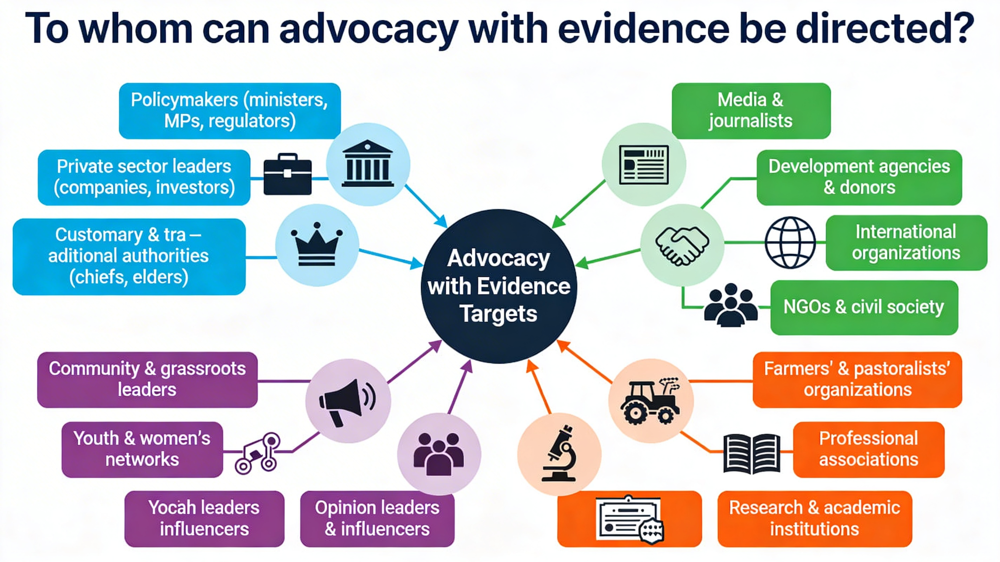 To whom can advocacy with evidence be directed?
Policymakers (ministers,
MPs, regulators)
Private sector leaders
(companies, investors)
Customary & tra –
aditional authorities
(chiefs, elders)
Media &
journalists
Development agencies
& donors
International
organizations
NGOs & civil society
Advocacy
with Evidence
Targets
Community & grassroots
leaders
Youth & women’s
networks
Yocah leaders
influencers
Opinion leaders
& influencers
Farmers’ & pastoralists’
organizations
Professional
associations
Research & academic
institutions